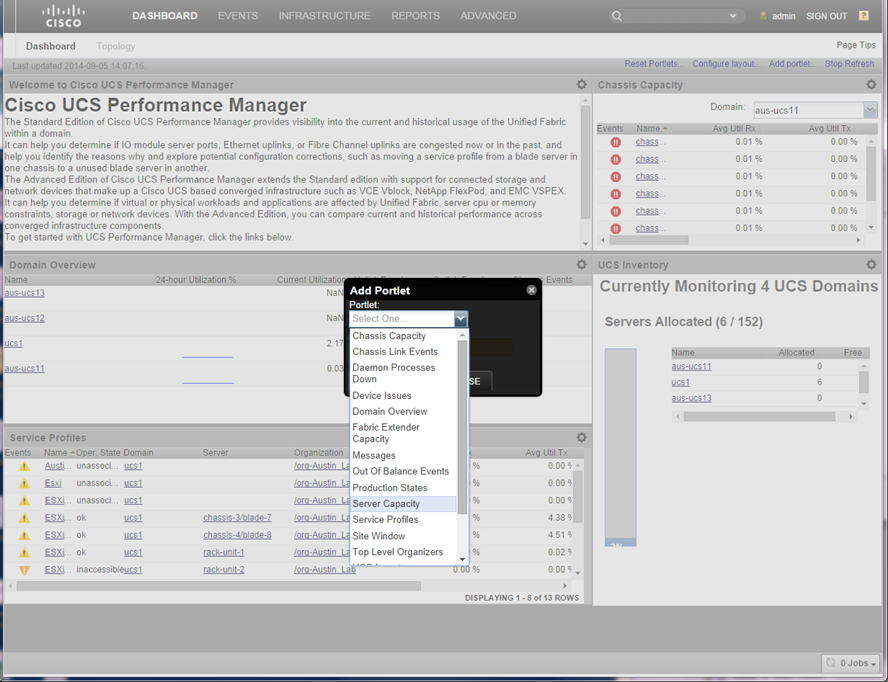 CISCO
DASHBOARD EVENTS INFRASTRUCTURE REPORTS ADVANCED
admin SIGN OUT ?
Dashboard Topology
Page Tips
Last updated 2014-09-05 14:07:16.
Reset Portlets.. Configure layout... Add portlet... Stop Refresh
Welcome to Cisco UCS Performance Manager
Cisco UCS Performance Manager
The Standard Edition of Cisco UCS Performance Manager provides visibility into the current and historical usage of the Unified Fabric
within a domain.
It can help you determine if IO module server ports, Ethernet uplinks, or Fibre Channel uplinks are congested now or in the past, and
help you identify the reasons why and explore potential configuration corrections, such as moving a service profile from a blade server in
one chassis to a unused blade server in another.
The Advanced Edition of Cisco UCS Performance Manager extends the Standard edition with support for connected storage and
network devices that make up a Cisco UCS based converged infrastructure such as VCE Vblock, NetApp FlexPod, and EMC VSPEX.
It can help you determine if virtual or physical workloads and applications are affected by Unified Fabric, server cpu or memory
constraints, storage or network devices. With the Advanced Edition, you can compare current and historical performance across
converged infrastructure components.
To get started with UCS Performance Manager, click the links below.
Chassis Capacity
Domain: aus-ucs11
Events Name Avg Util Rx Avg Util Tx
chass... 0.01 % 0.00 %
chass... 0.01 % 0.00 %
chass... 0.01 % 0.00 %
chass... 0.01 % 0.00 %
chass... 0.01 % 0.00 %
chass... 0.01 % 0.00 %
Domain Overview
Name 24-hour Utilization % Current Utilization Events
aus-ucs13 NaN
aus-ucs12 NaN
ucs1 2.17
aus-ucs11 0.03
Add Portlet
Portlet:
Select One...
Chassis Capacity
Chassis Link Events
Daemon Processes
Down
Device Issues
Domain Overview
Fabric Extender
Capacity
Messages
Out Of Balance Events
Production States
Server Capacity
Service Profiles
Site Window
Top Level Organizers
SE
UCS Inventory
Currently Monitoring 4 UCS Domains
Servers Allocated (6 / 152)
Name Allocated Free
aus-ucs11 0
ucs1 6
aus-ucs13 0
Service Profiles
Events Name Oper. State Domain Server Organization Avg Util Tx
Austi... unassoci... ucs1 /org-Austin_La % 0.00 %
Esxi unassoci... ucs1 /org-Austin_La % 0.00 %
ESXi... unassoci... ucs1 /org-Austin_La % 0.00 %
ESXi... ok ucs1 chassis-3/blade-7 /org-Austin_La % 4.38 %
ESXi... ok ucs1 chassis-4/blade-8 /org-Austin_La % 4.51 %
ESXi... ok ucs1 rack-unit-1 /org-Austin_La % 0.02 %
ESXi... inaccessible ucs1 rack-unit-2 /org-Austin_Lab 0.00 % 0.00 %
DISPLAYING 1 - 8 of 13 ROWS
0 Jobs